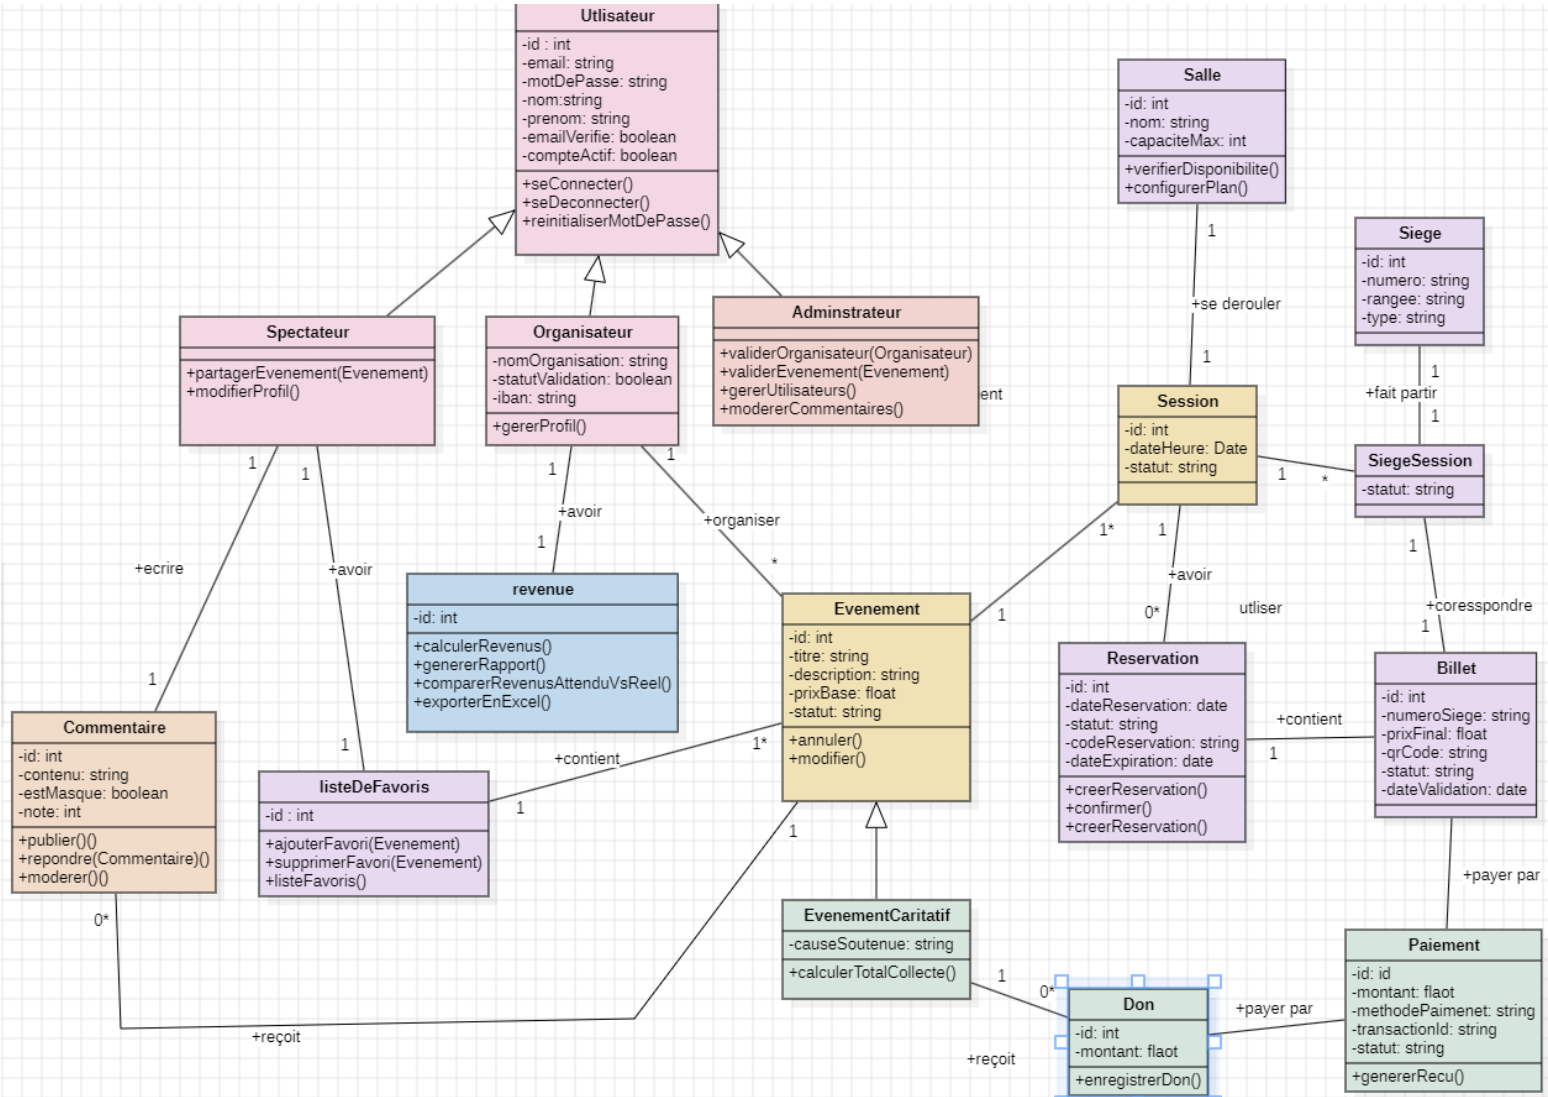 Utlisateur
-id : int
-email: string
-motDePasse: string
-nom:string
-prenom: string
-emailVerifie: boolean
-compteActif: boolean
+seConnecter()
+seDeconnecter()
+reinitialiserMotDePasse()
Salle
-id: int
-nom: string
-capaciteMax: int
+verifierDisponibilite()
+configurerPlan()
1
+se derouler
1
Siege
-id: int
-numero: string
-rangee: string
-type: string
1
+fait partir
1
Spectateur
+partagerEvenement(Evenement)
+modifierProfil()
Organisateur
-nomOrganisation: string
-statutValidation: boolean
-iban: string
+gererProfil()
Adminstrateur
+validerOrganisateur(Organisateur)
+validerEvenement(Evenement)
+gererUtilisateurs()
+modererCommentaires()
ent
Session
-id: int
-dateHeure: Date
-statut: string
SiegeSession
-statut: string
1
*
1
1
1
1
+organiser
*
+avoir
1
+ecrire
1
+avoir
1
1*
1
1
+avoir
0*
utliser
1
+coresspondre
1
revenue
-id: int
+calculerRevenus()
+genererRapport()
+comparerRevenusAttenduVsReel()
+exporterEnExcel()
Evenement
-id: int
-titre: string
-description: string
-prixBase: float
-statut: string
+annuler()
+modifier()
Reservation
-id: int
-dateReservation: date
-statut: string
-codeReservation: string
-dateExpiration: date
+creerReservation()
+confirmer()
+creerReservation()
+contient
1
Billet
-id: int
-numeroSiege: string
-prixFinal: float
-qrCode: string
-statut: string
-dateValidation: date
Commentaire
-id: int
-contenu: string
-estMasque: boolean
-note: int
+publier()()
+repondre(Commentaire)()
+moderer()()
listeDeFavoris
-id : int
+ajouterFavori(Evenement)
+supprimerFavori(Evenement)
+listeFavoris()
1*
+contient
1
1
0*
+reçoit
+payer par
EvenementCaritatif
-causeSoutenue: string
+calculerTotalCollecte()
1
0*
+reçoit
Don
-id: int
-montant: flaot
+enregistrerDon()
+payer par
Paiement
-id: id
-montant: flaot
-methodePaimenet: string
-transactionId: string
-statut: string
+genererRecu()